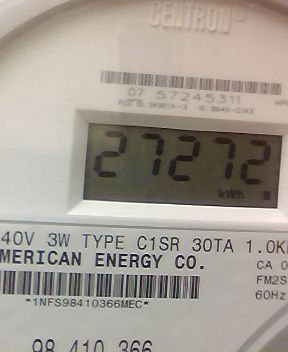 CENTRON®
07 57245311
27272
kWh
40V 3W TYPE C1SR 30TA 1.0K
MERICAN ENERGY CO.
CA 0
FM2S
60Hz
*1NFS98410366MEC*
98 410 366